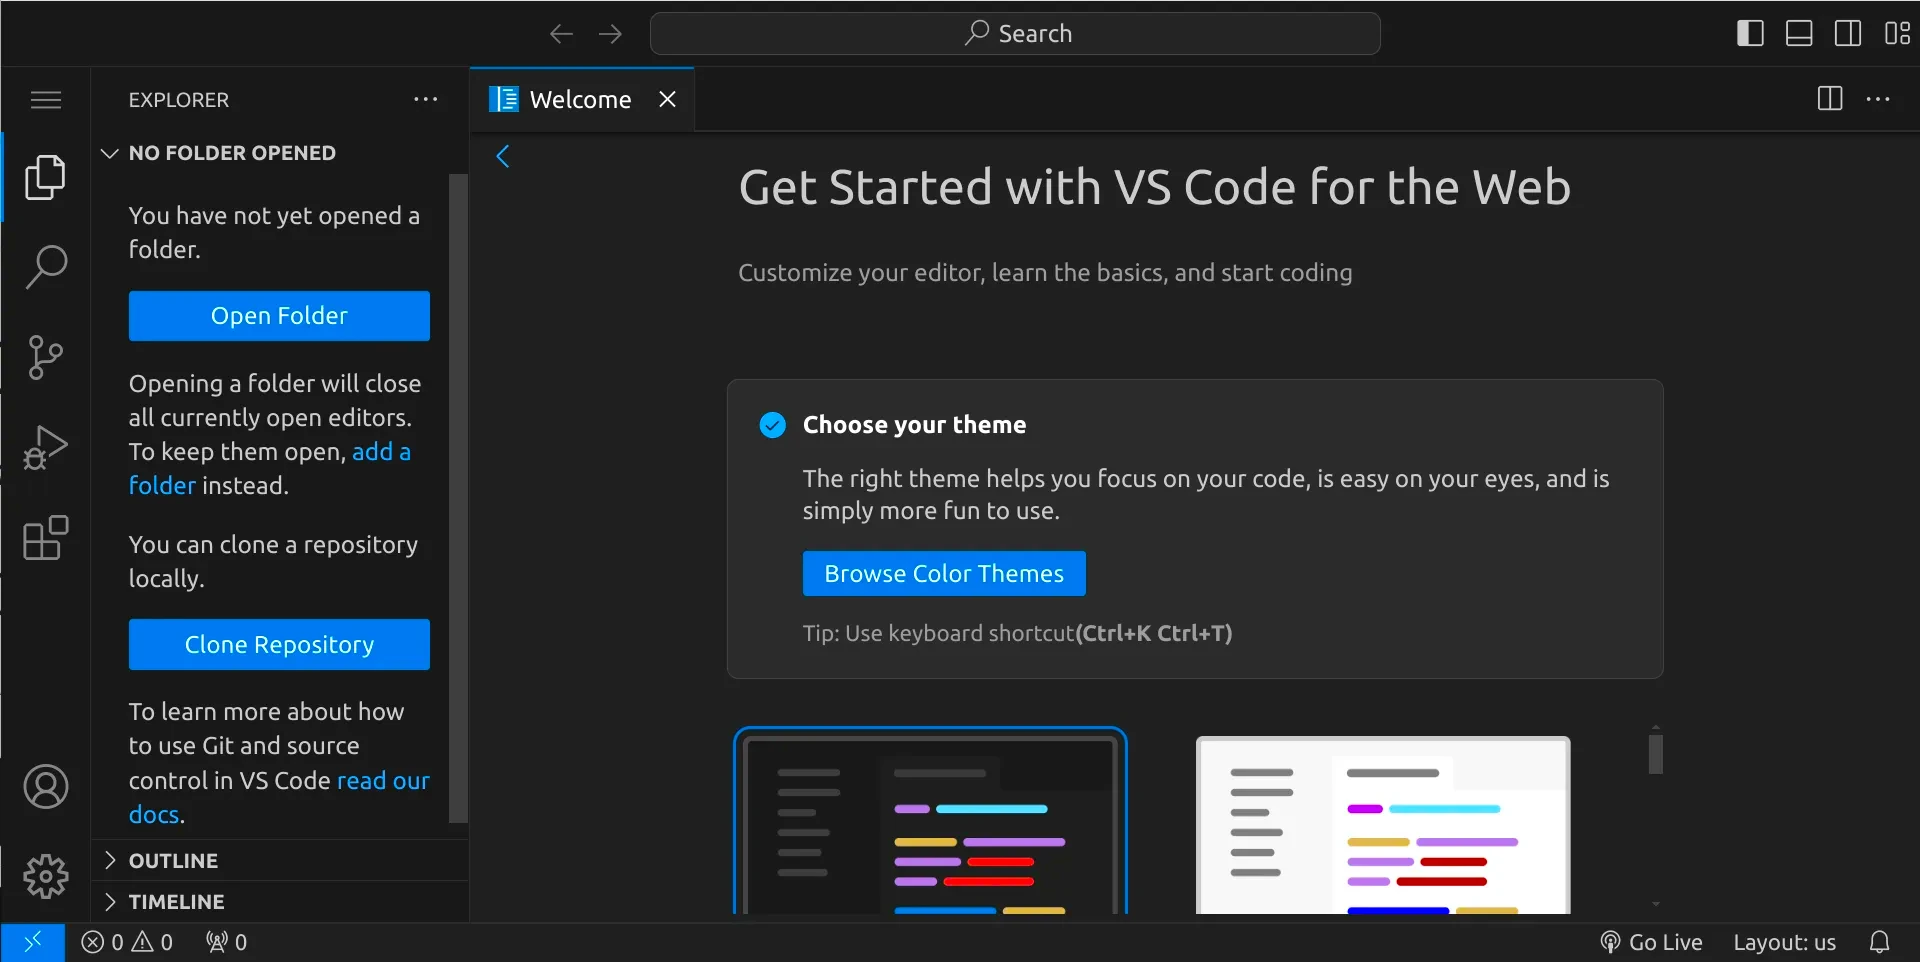 Search
EXPLORER
Welcome
NO FOLDER OPENED
You have not yet opened a
folder.
Open Folder
Opening a folder will close
all currently open editors.
To keep them open, add a
folder instead.
You can clone a repository
locally.
Clone Repository
To learn more about how
to use Git and source
control in VS Code read our
docs.
OUTLINE
TIMELINE
Get Started with VS Code for the Web
Customize your editor, learn the basics, and start coding
Choose your theme
The right theme helps you focus on your code, is easy on your eyes, and is
simply more fun to use.
Browse Color Themes
Tip: Use keyboard shortcut(Ctrl+K Ctrl+T)
0 0 0
Go Live Layout: us